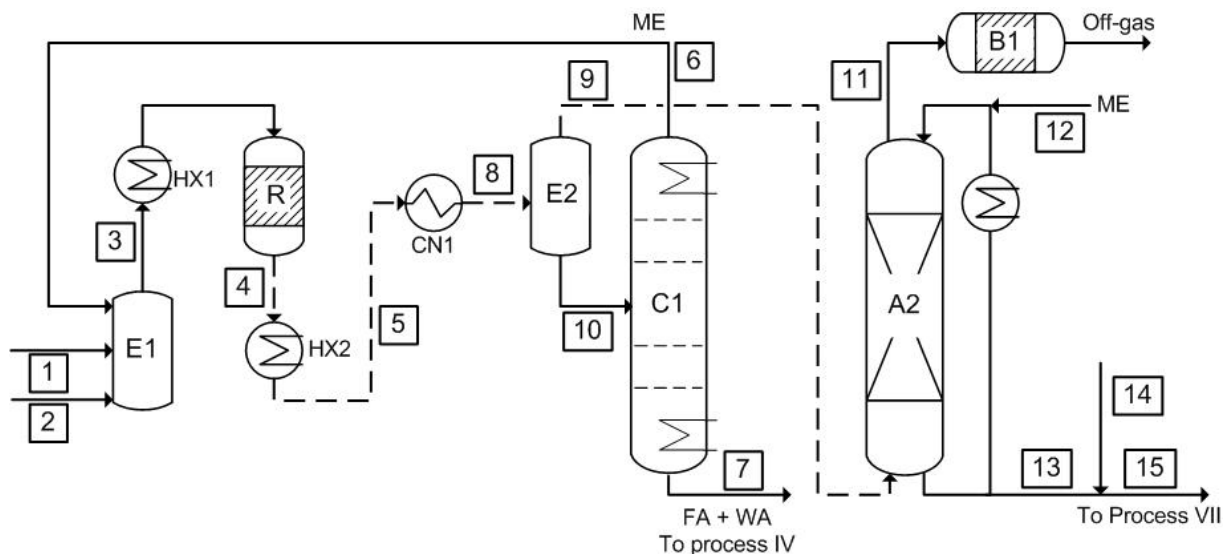 ME
6
9
11
B1
Off-gas
ME
12
HX1
R
8
E2
CN1
3
4
5
10
C1
A2
E1
HX2
1
2
7
14
13
15
FA + WA
To process IV
To Process VII